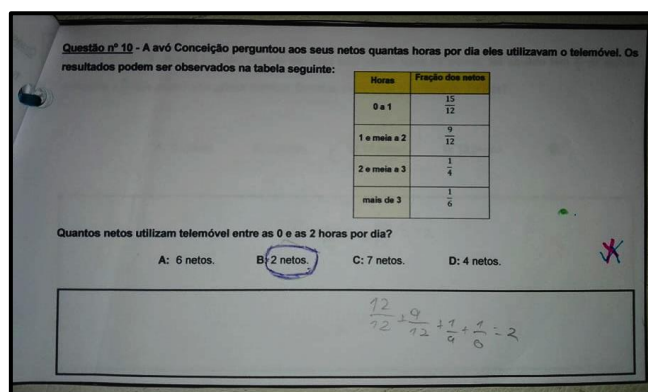 Questão nº 10 - A avó Conceição perguntou aos seus netos quantas horas por dia eles utilizavam o telemóvel. Os
resultados podem ser observados na tabela seguinte:
Horas Fração dos netos
0 a 1 15/12
1 e meia a 2 9/12
2 e meia a 3 1/4
mais de 3 1/6
Quantos netos utilizam telemóvel entre as 0 e as 2 horas por dia?
A: 6 netos. B: 2 netos. C: 7 netos. D: 4 netos.
12/12 + 9/12 + 1/4 + 1/6 = 2